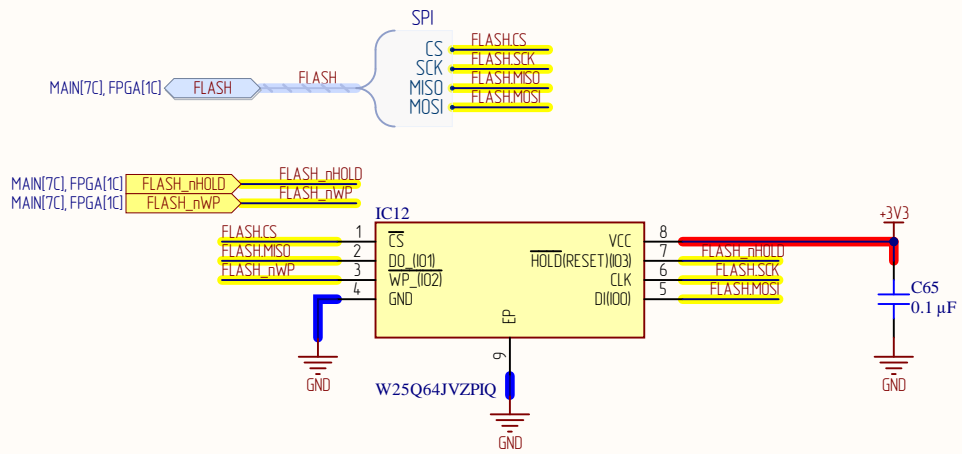 SPI
CS FLASH.CS
SCK FLASH.SCK
MAIN[7C], FPGA[1C] FLASH FLASH MISO FLASH.MISO
MOSI FLASH.MOSI
MAIN[7C], FPGA[1C] FLASH_nHOLD FLASH_nHOLD
MAIN[7C], FPGA[1C] FLASH_nWP FLASH_nWP
IC12 +3V3
FLASH.CS 1 CS VCC 8
FLASH.MISO 2 DO_(IO1) HOLD(RESET)(IO3) 7 FLASH_nHOLD
FLASH_nWP 3 WP_(IO2) CLK 6 FLASH.SCK
4 GND DI(IO0) 5 FLASH.MOSI
C65
0.1 µF
EP
9
GND
GND
W25Q64JVZPIQ
GND